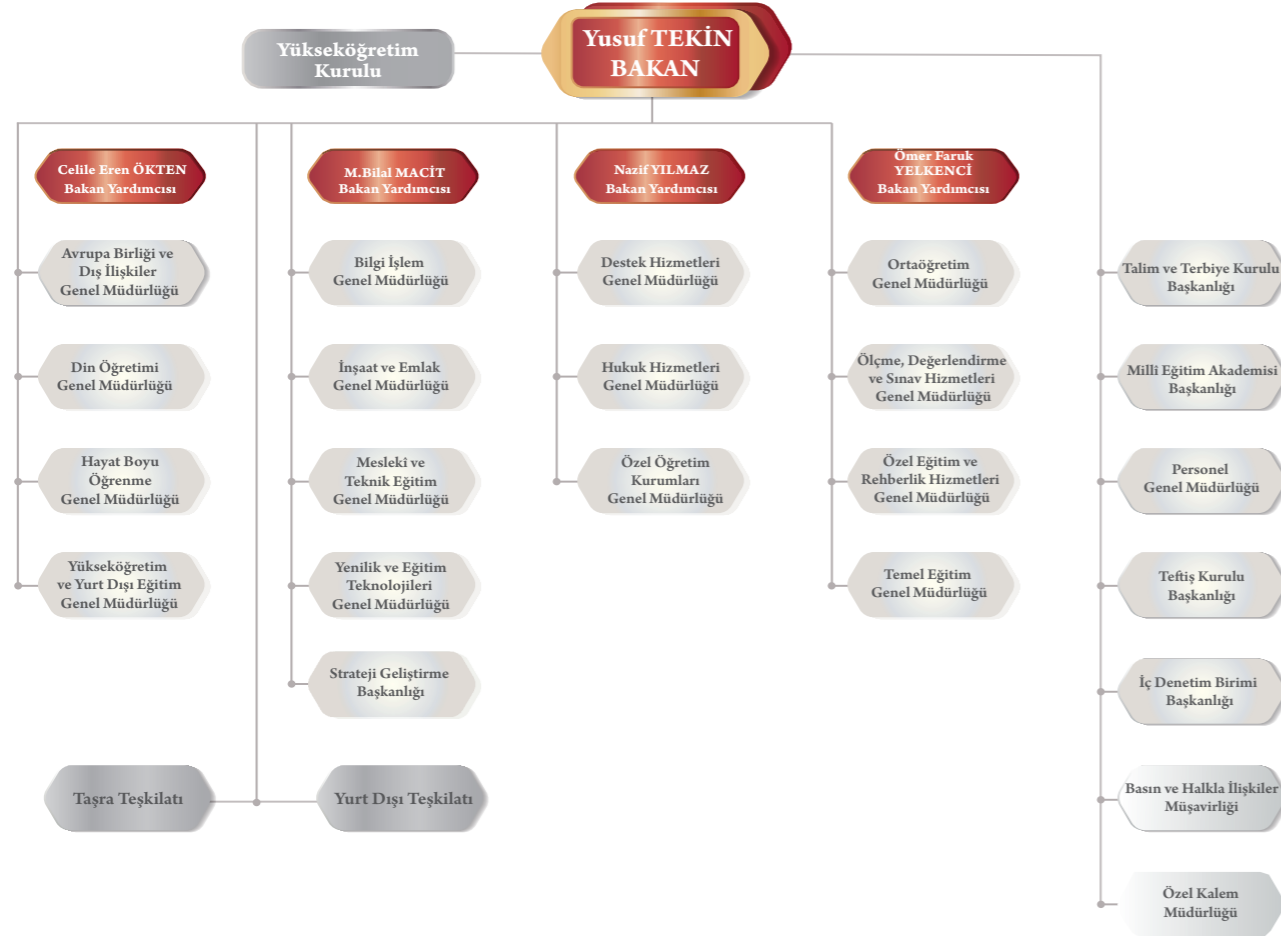 Yükseköğretim
Kurulu
Yusuf TEKİN
BAKAN
Celile Eren ÖKTEN
Bakan Yardımcısı
Avrupa Birliği ve
Dış İlişkiler
Genel Müdürlüğü
Din Öğretimi
Genel Müdürlüğü
Hayat Boyu
Öğrenme
Genel Müdürlüğü
Yükseköğretim
ve Yurt Dışı Eğitim
Genel Müdürlüğü
M.Bilal MACİT
Bakan Yardımcısı
Bilgi İşlem
Genel Müdürlüğü
İnşaat ve Emlak
Genel Müdürlüğü
Mesleki ve
Teknik Eğitim
Genel Müdürlüğü
Yenilik ve Eğitim
Teknolojileri
Genel Müdürlüğü
Strateji Geliştirme
Başkanlığı
Nazif YILMAZ
Bakan Yardımcısı
Destek Hizmetleri
Genel Müdürlüğü
Hukuk Hizmetleri
Genel Müdürlüğü
Özel Öğretim
Kurumları
Genel Müdürlüğü
Ömer Faruk
YELKENCİ
Bakan Yardımcısı
Ortaöğretim
Genel Müdürlüğü
Ölçme, Değerlendirme
ve Sınav Hizmetleri
Genel Müdürlüğü
Özel Eğitim ve
Rehberlik Hizmetleri
Genel Müdürlüğü
Temel Eğitim
Genel Müdürlüğü
Talim ve Terbiye Kurulu
Başkanlığı
Milli Eğitim Akademisi
Başkanlığı
Personel
Genel Müdürlüğü
Teftiş Kurulu
Başkanlığı
İç Denetim Birimi
Başkanlığı
Basın ve Halkla İlişkiler
Müşavirliği
Özel Kalem
Müdürlüğü
Taşra Teşkilatı
Yurt Dışı Teşkilatı